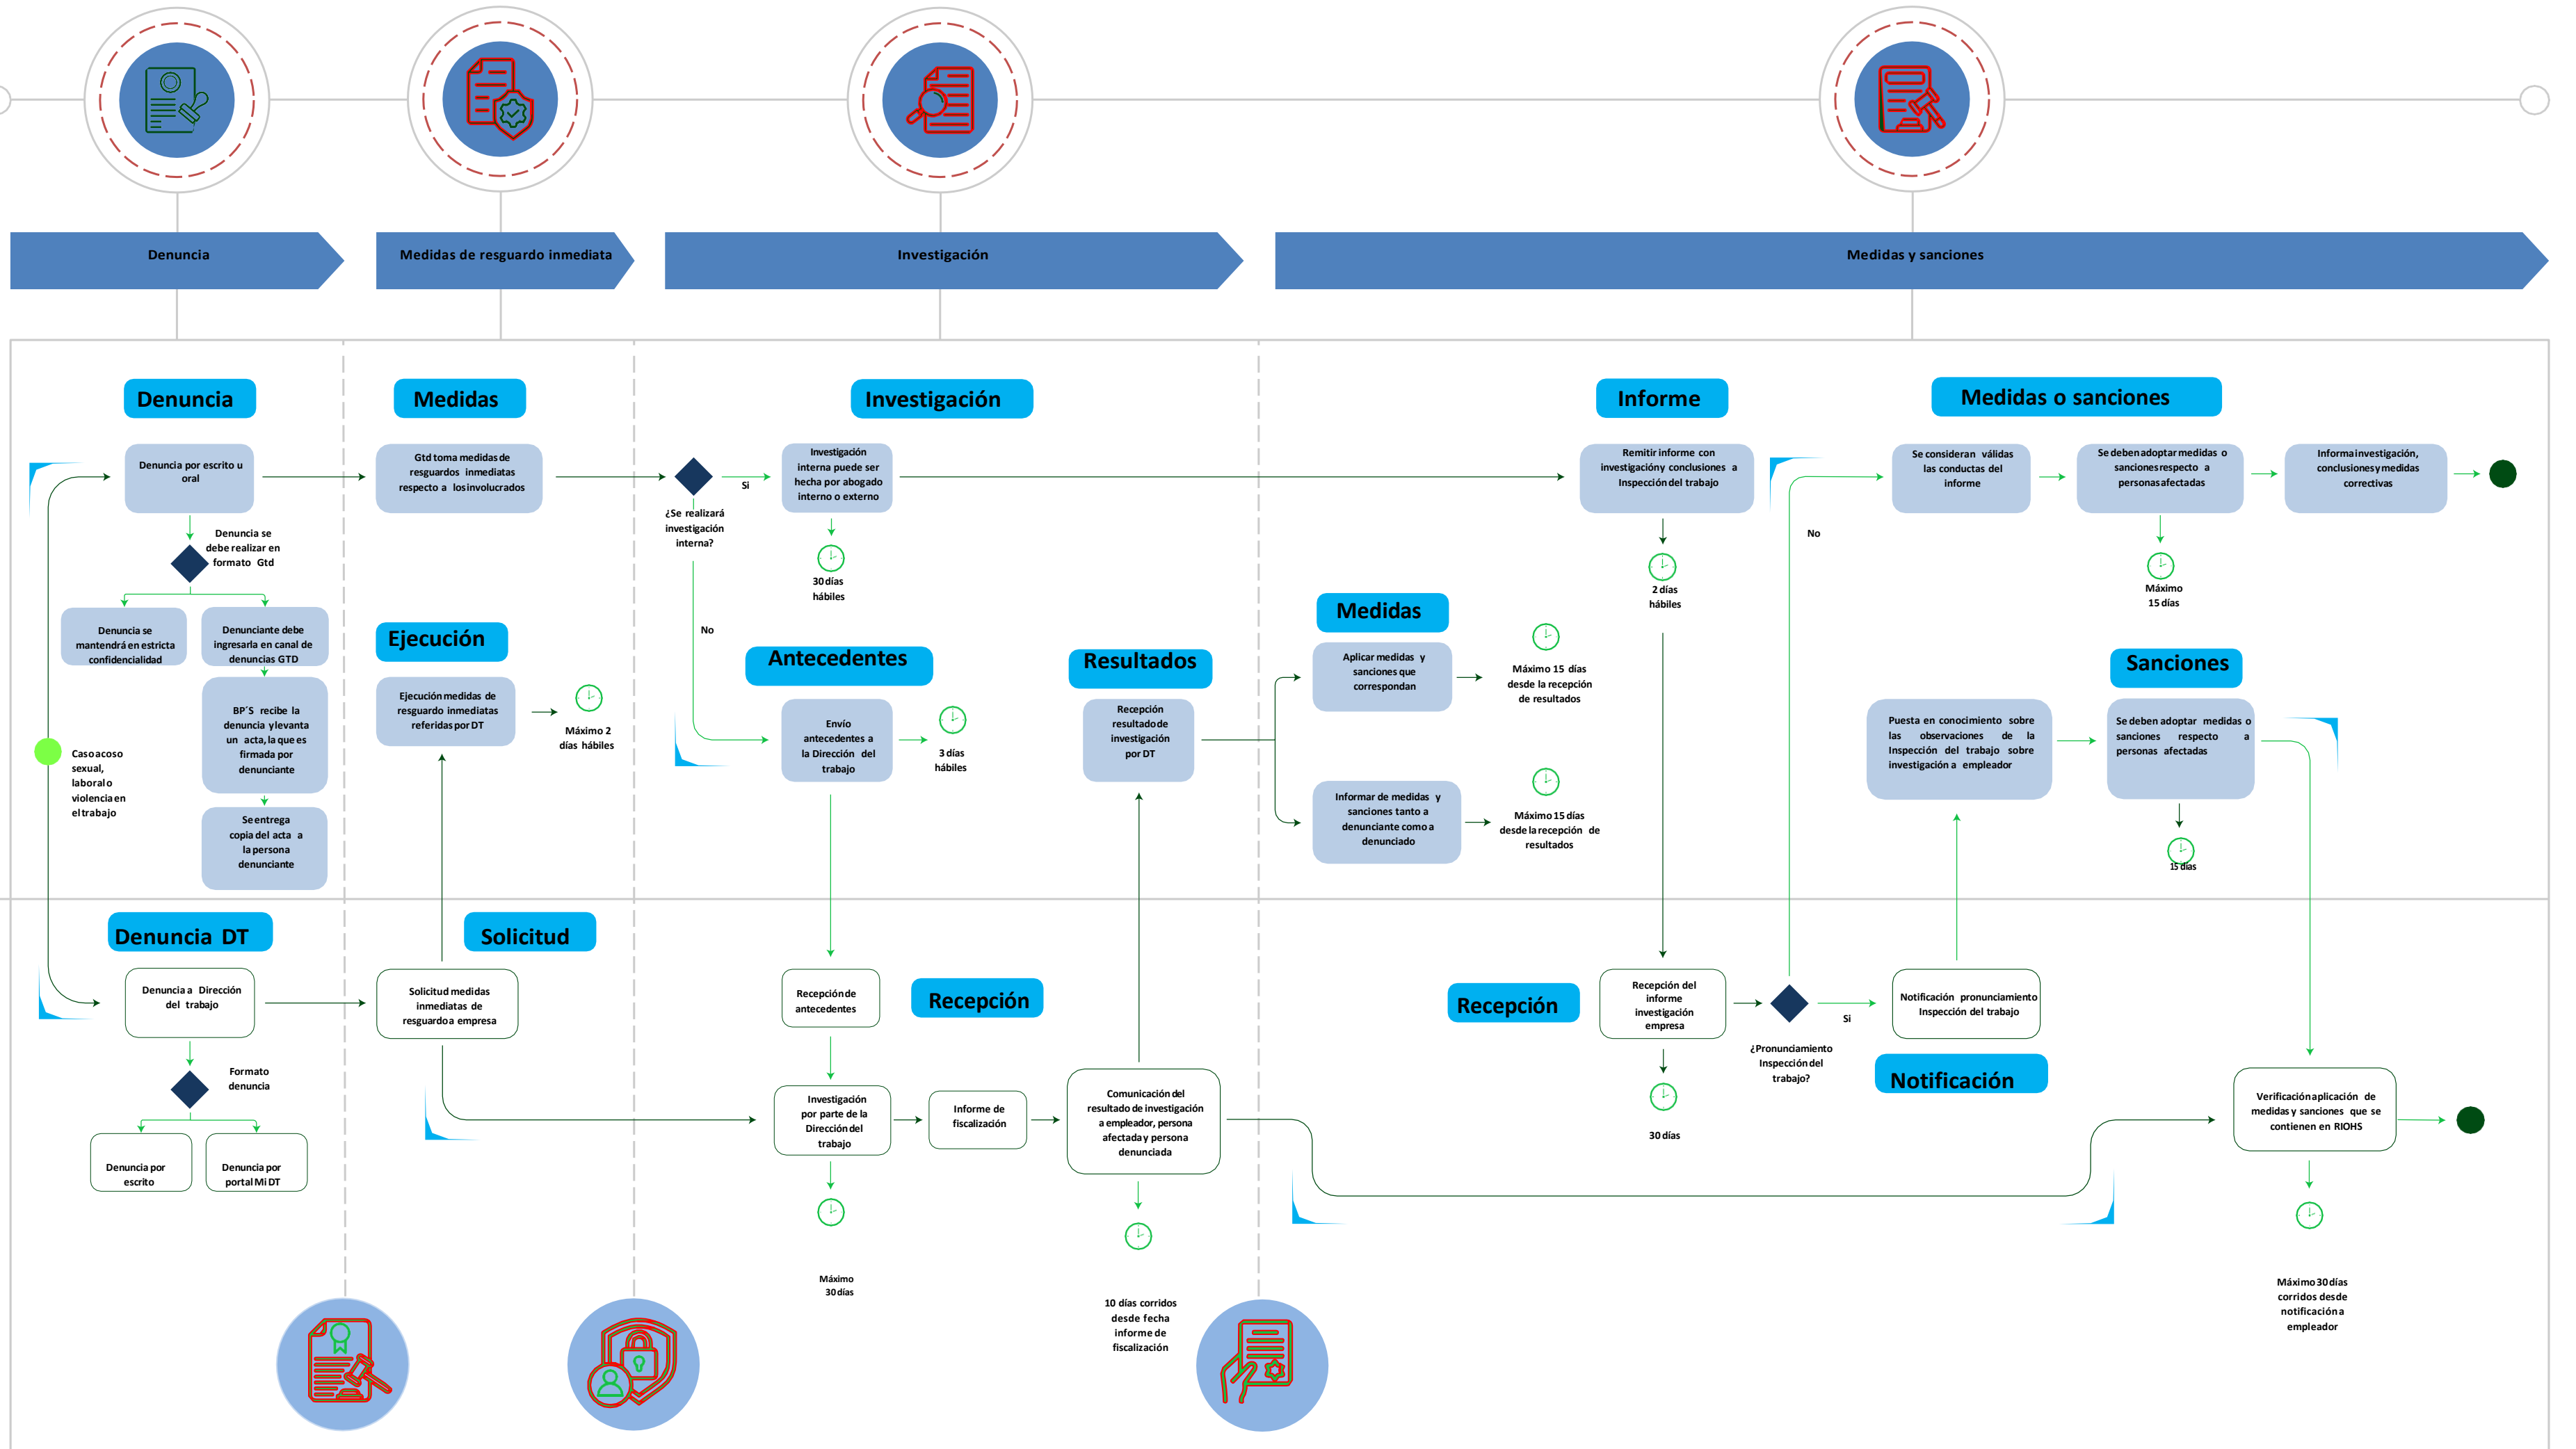 Denuncia
Medidas de resguardo inmediata
Investigación
Medidas y sanciones
Denuncia
Medidas
Investigación
Informe
Medidas o sanciones
Denuncia por escrito u
oral
Gtd toma medidas de
resguardos inmediatas
respecto a los involucrados
Si
¿Se realizará
investigación
interna?
Investigación
interna puede ser
hecha por abogado
interno o externo
30 días
hábiles
No
Remitir informe con
investigación y conclusiones a
Inspección del trabajo
2 días
hábiles
No
Se consideran válidas
las conductas del
informe
Se deben adoptar medidas o
sanciones respecto a
personas afectadas
Máximo
15 días
Informa investigación,
conclusiones y medidas
correctivas
Denuncia se
debe realizar en
formato Gtd
Denuncia se
mantendrá en estricta
confidencialidad
Denunciante debe
ingresarla en canal de
denuncias GTD
BP´S recibe la
denuncia y levanta
un acta, la que es
firmada por
denunciante
Se entrega
copia del acta a
la persona
denunciante
Caso acoso
sexual,
laboral o
violencia en
el trabajo
Ejecución
Ejecución medidas de
resguardo inmediatas
referidas por DT
Máximo 2
días hábiles
Antecedentes
Envío
antecedentes a
la Dirección del
trabajo
3 días
hábiles
Resultados
Recepción
resultado de
investigación
por DT
Medidas
Aplicar medidas y
sanciones que
correspondan
Máximo 15 días
desde la recepción
de resultados
Informar de medidas y
sanciones tanto a
denunciante como a
denunciado
Máximo 15 días
desde la recepción de
resultados
Sanciones
Puesta en conocimiento sobre
las observaciones de la
Inspección del trabajo sobre
investigación a empleador
Se deben adoptar medidas o
sanciones respecto a
personas afectadas
15 días
Denuncia DT
Solicitud
Denuncia a Dirección
del trabajo
Formato
denuncia
Denuncia por
escrito
Denuncia por
portal Mi DT
Solicitud medidas
inmediatas de
resguardo a empresa
Recepción de
antecedentes
Recepción
Investigación
por parte de la
Dirección del
trabajo
Máximo
30 días
Informe de
fiscalización
Comunicación del
resultado de investigación
a empleador, persona
afectada y persona
denunciada
10 días corridos
desde fecha
informe de
fiscalización
Recepción
Recepción del
informe
investigación
empresa
30 días
¿Pronunciamiento
Inspección del
trabajo?
Si
Notificación pronunciamiento
Inspección del trabajo
Notificación
Verificación aplicación de
medidas y sanciones que se
contienen en RIOHS
Máximo 30 días
corridos desde
notificación a
empleador